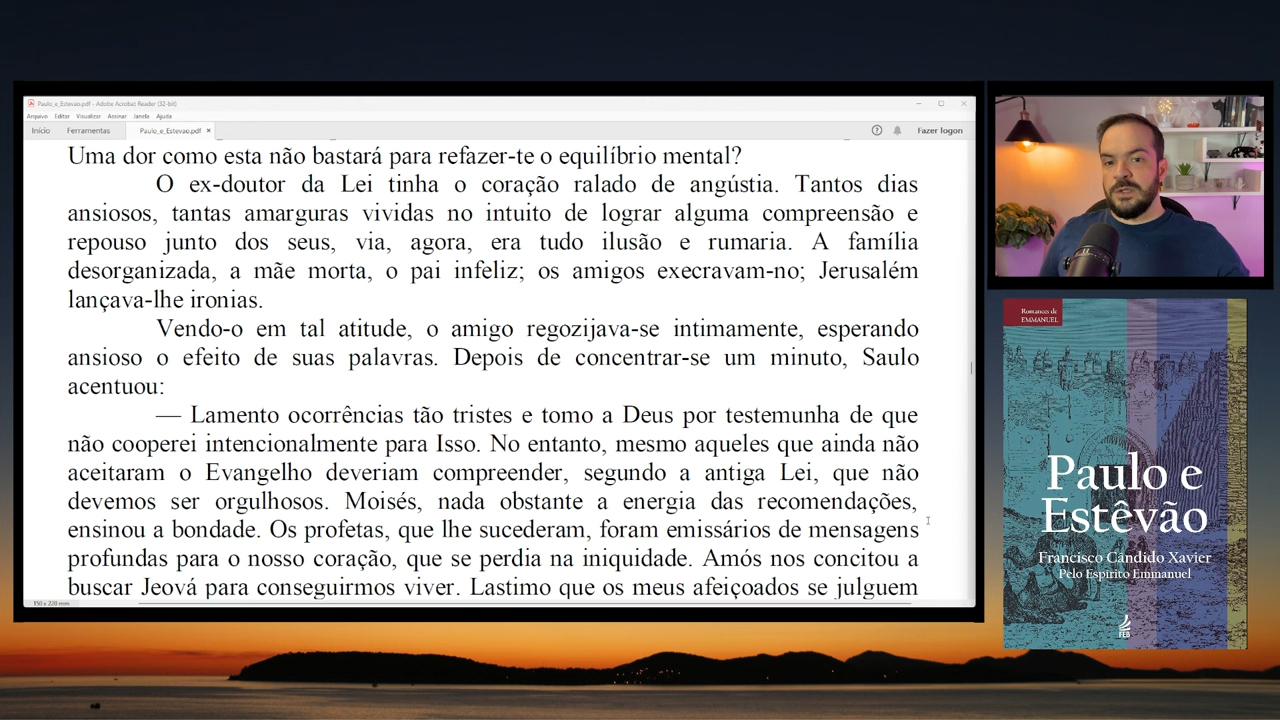 Paulo_e_Estevao.pdf - Adobe Acrobat Reader (32-bit)
Arquivo Editar Visualizar Assinar Janela Ajuda
Início Ferramentas Paulo_e_Estevao.pdf × Fazer logon
Uma dor como esta não bastará para refazer-te o equilíbrio mental?
O ex-doutor da Lei tinha o coração ralado de angústia. Tantos dias
ansiosos, tantas amarguras vividas no intuito de lograr alguma compreensão e
repouso junto dos seus, via, agora, era tudo ilusão e rumaria. A família
desorganizada, a mãe morta, o pai infeliz; os amigos execravam-no; Jerusalém
lançava-lhe ironias.
Vendo-o em tal atitude, o amigo regozijava-se intimamente, esperando
ansioso o efeito de suas palavras. Depois de concentrar-se um minuto, Saulo
acentuou:
— Lamento ocorrências tão tristes e tomo a Deus por testemunha de que
não cooperei intencionalmente para Isso. No entanto, mesmo aqueles que ainda não
aceitaram o Evangelho deveriam compreender, segundo a antiga Lei, que não
devemos ser orgulhosos. Moisés, nada obstante a energia das recomendações,
ensinou a bondade. Os profetas, que lhe sucederam, foram emissários de mensagens
profundas para o nosso coração, que se perdia na iniquidade. Amós nos concitou a
buscar Jeová para conseguirmos viver. Lastimo que os meus afeiçoados se julguem
150 x 220 mm
Romances de
EMMANUEL
Paulo e
Estêvão
Francisco Cândido Xavier
Pelo Espírito Emmanuel
FEB